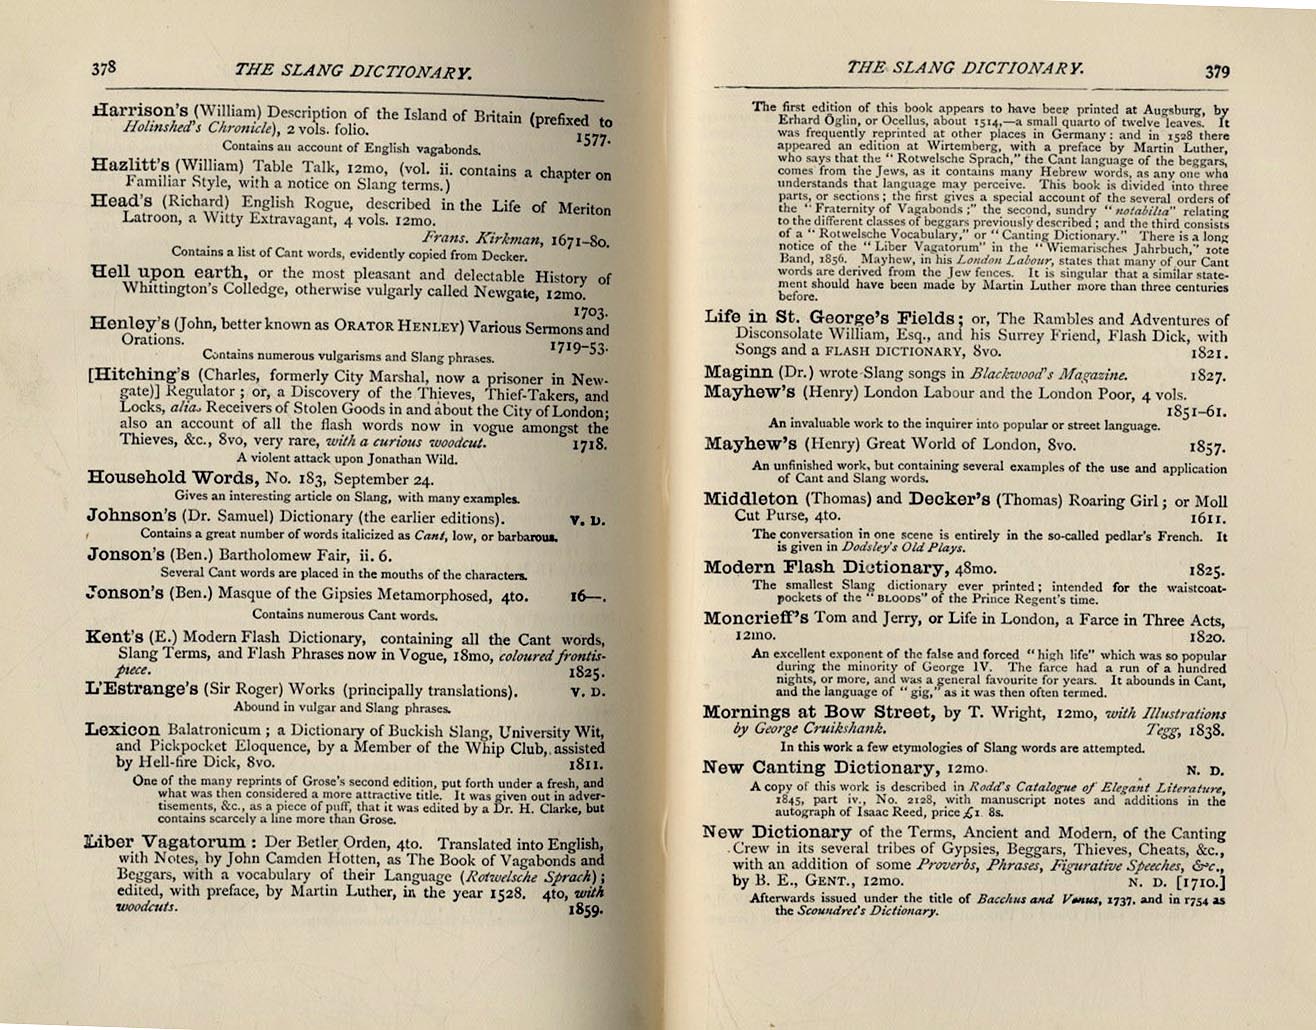 378
THE SLANG DICTIONARY.
Harrison's (William) Description of the Island of Britain (prefixed to
Holinshed's Chronicle), 2 vols. folio.
1577.
Contains an account of English vagabonds.
Hazlitt's (William) Table Talk, 12mo, (vol. ii. contains a chapter on
Familiar Style, with a notice on Slang terms.)
Head's (Richard) English Rogue, described in the Life of Meriton
Latroon, a Witty Extravagant, 4 vols. 12mo.
Frans. Kirkman, 1671–80.
Contains a list of Cant words, evidently copied from Decker.
Hell upon earth, or the most pleasant and delectable History of
Whittington's Colledge, otherwise vulgarly called Newgate, 12mo.
1703.
Henley's (John, better known as ORATOR HENLEY) Various Sermons and
Orations.
1719–53.
Contains numerous vulgarisms and Slang phrases.
[Hitching's (Charles, formerly City Marshal, now a prisoner in New-
gate)] Regulator ; or, a Discovery of the Thieves, Thief-Takers, and
Locks, alias Receivers of Stolen Goods in and about the City of London;
also an account of all the flash words now in vogue amongst the
Thieves, &c., 8vo, very rare, with a curious woodcut. 1718.
A violent attack upon Jonathan Wild.
Household Words, No. 183, September 24.
Gives an interesting article on Slang, with many examples.
Johnson's (Dr. Samuel) Dictionary (the earlier editions). V. D.
Contains a great number of words italicized as Cant, low, or barbarous.
Jonson's (Ben.) Bartholomew Fair, ii. 6.
Several Cant words are placed in the mouths of the characters.
Jonson's (Ben.) Masque of the Gipsies Metamorphosed, 4to. 16—.
Contains numerous Cant words.
Kent's (E.) Modern Flash Dictionary, containing all the Cant words,
Slang Terms, and Flash Phrases now in Vogue, 18mo, coloured frontis-
piece. 1825.
L'Estrange's (Sir Roger) Works (principally translations). V. D.
Abound in vulgar and Slang phrases.
Lexicon Balatronicum ; a Dictionary of Buckish Slang, University Wit,
and Pickpocket Eloquence, by a Member of the Whip Club, assisted
by Hell-fire Dick, 8vo. 1811.
One of the many reprints of Grose's second edition, put forth under a fresh, and
what was then considered a more attractive title. It was given out in adver-
tisements, &c., as a piece of puff, that it was edited by a Dr. H. Clarke, but
contains scarcely a line more than Grose.
Liber Vagatorum : Der Betler Orden, 4to. Translated into English,
with Notes, by John Camden Hotten, as The Book of Vagabonds and
Beggars, with a vocabulary of their Language (Rotwelsche Sprach) ;
edited, with preface, by Martin Luther, in the year 1528. 4to, with
woodcuts. 1859.
THE SLANG DICTIONARY.
379
The first edition of this book appears to have been printed at Augsburg, by
Erhard Öglin, or Ocellus, about 1514,—a small quarto of twelve leaves. It
was frequently reprinted at other places in Germany ; and in 1528 there
appeared an edition at Wirtemberg, with a preface by Martin Luther,
who says that the "Rotwelsche Sprach," the Cant language of the beggars,
comes from the Jews, as it contains many Hebrew words, as any one who
understands that language may perceive. This book is divided into three
parts, or sections ; the first gives a special account of the several orders of
the "Fraternity of Vagabonds ;" the second, sundry "notabilia" relating
to the different classes of beggars previously described ; and the third consists
of a "Rotwelsche Vocabulary," or "Canting Dictionary." There is a long
notice of the "Liber Vagatorum" in the "Wiemarisches Jahrbuch," 10te
Band, 1856. Mayhew, in his London Labour, states that many of our Cant
words are derived from the Jew fences. It is singular that a similar state-
ment should have been made by Martin Luther more than three centuries
before.
Life in St. George's Fields ; or, The Rambles and Adventures of
Disconsolate William, Esq., and his Surrey Friend, Flash Dick, with
Songs and a FLASH DICTIONARY, 8vo. 1821.
Maginn (Dr.) wrote Slang songs in Blackwood's Magazine. 1827.
Mayhew's (Henry) London Labour and the London Poor, 4 vols.
1851–61.
An invaluable work to the inquirer into popular or street language.
Mayhew's (Henry) Great World of London, 8vo. 1857.
An unfinished work, but containing several examples of the use and application
of Cant and Slang words.
Middleton (Thomas) and Decker's (Thomas) Roaring Girl ; or Moll
Cut Purse, 4to. 1611.
The conversation in one scene is entirely in the so-called pedlar's French. It
is given in Dodsley's Old Plays.
Modern Flash Dictionary, 48mo. 1825.
The smallest Slang dictionary ever printed ; intended for the waistcoat-
pockets of the "BLOODS" of the Prince Regent's time.
Moncrieff's Tom and Jerry, or Life in London, a Farce in Three Acts,
12mo. 1820.
An excellent exponent of the false and forced "high life" which was so popular
during the minority of George IV. The farce had a run of a hundred
nights, or more, and was a general favourite for years. It abounds in Cant,
and the language of "gig," as it was then often termed.
Mornings at Bow Street, by T. Wright, 12mo, with Illustrations
by George Cruikshank. Tegg, 1838.
In this work a few etymologies of Slang words are attempted.
New Canting Dictionary, 12mo. N. D.
A copy of this work is described in Rodd's Catalogue of Elegant Literature,
1845, part iv., No. 2128, with manuscript notes and additions in the
autograph of Isaac Reed, price £1 8s.
New Dictionary of the Terms, Ancient and Modern, of the Canting
Crew in its several tribes of Gypsies, Beggars, Thieves, Cheats, &c.,
with an addition of some Proverbs, Phrases, Figurative Speeches, &c.,
by B. E., GENT., 12mo. N. D. [1710.]
Afterwards issued under the title of Bacchus and Venus, 1737, and in 1754 as
the Scoundrel's Dictionary.